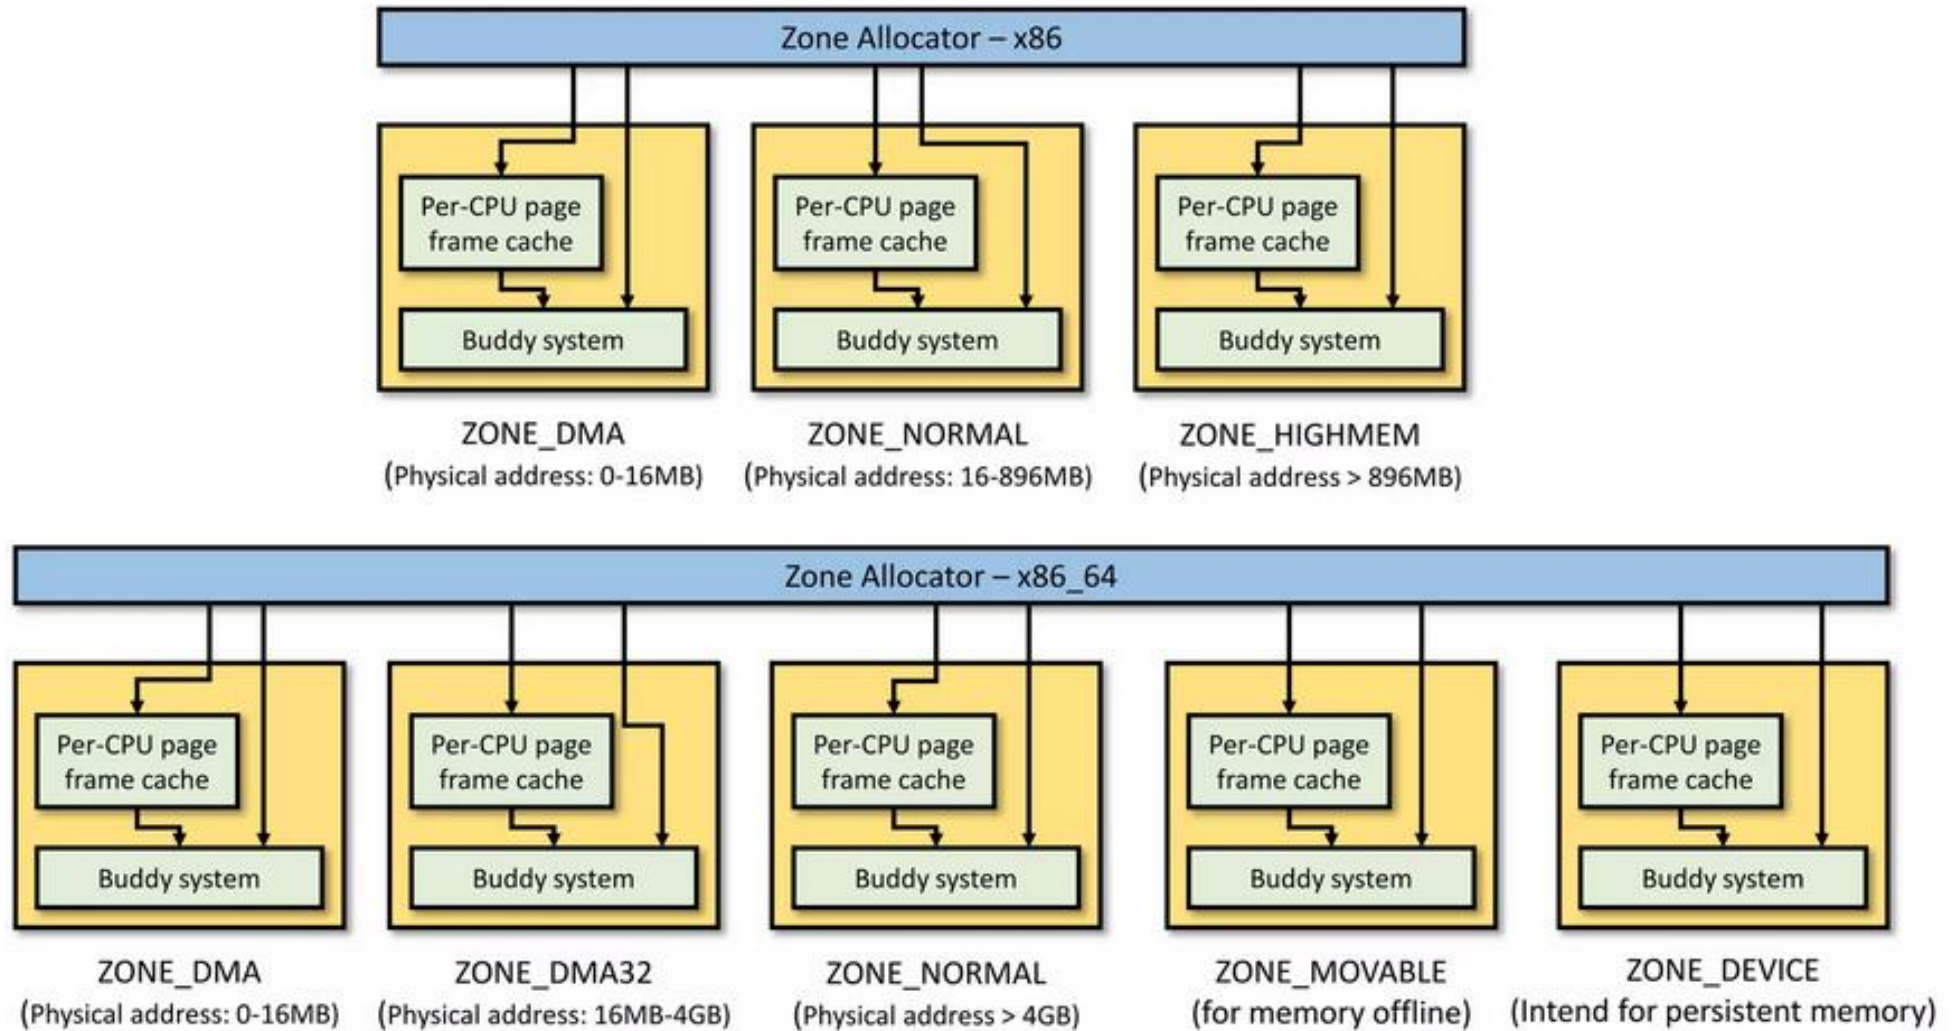 Zone Allocator – x86
Per-CPU page
frame cache
Buddy system
Per-CPU page
frame cache
Buddy system
Per-CPU page
frame cache
Buddy system
ZONE_DMA
(Physical address: 0-16MB)
ZONE_NORMAL
(Physical address: 16-896MB)
ZONE_HIGHMEM
(Physical address > 896MB)
Zone Allocator – x86_64
Per-CPU page
frame cache
Buddy system
Per-CPU page
frame cache
Buddy system
Per-CPU page
frame cache
Buddy system
Per-CPU page
frame cache
Buddy system
Per-CPU page
frame cache
Buddy system
ZONE_DMA
(Physical address: 0-16MB)
ZONE_DMA32
(Physical address: 16MB-4GB)
ZONE_NORMAL
(Physical address > 4GB)
ZONE_MOVABLE
(for memory offline)
ZONE_DEVICE
(Intend for persistent memory)